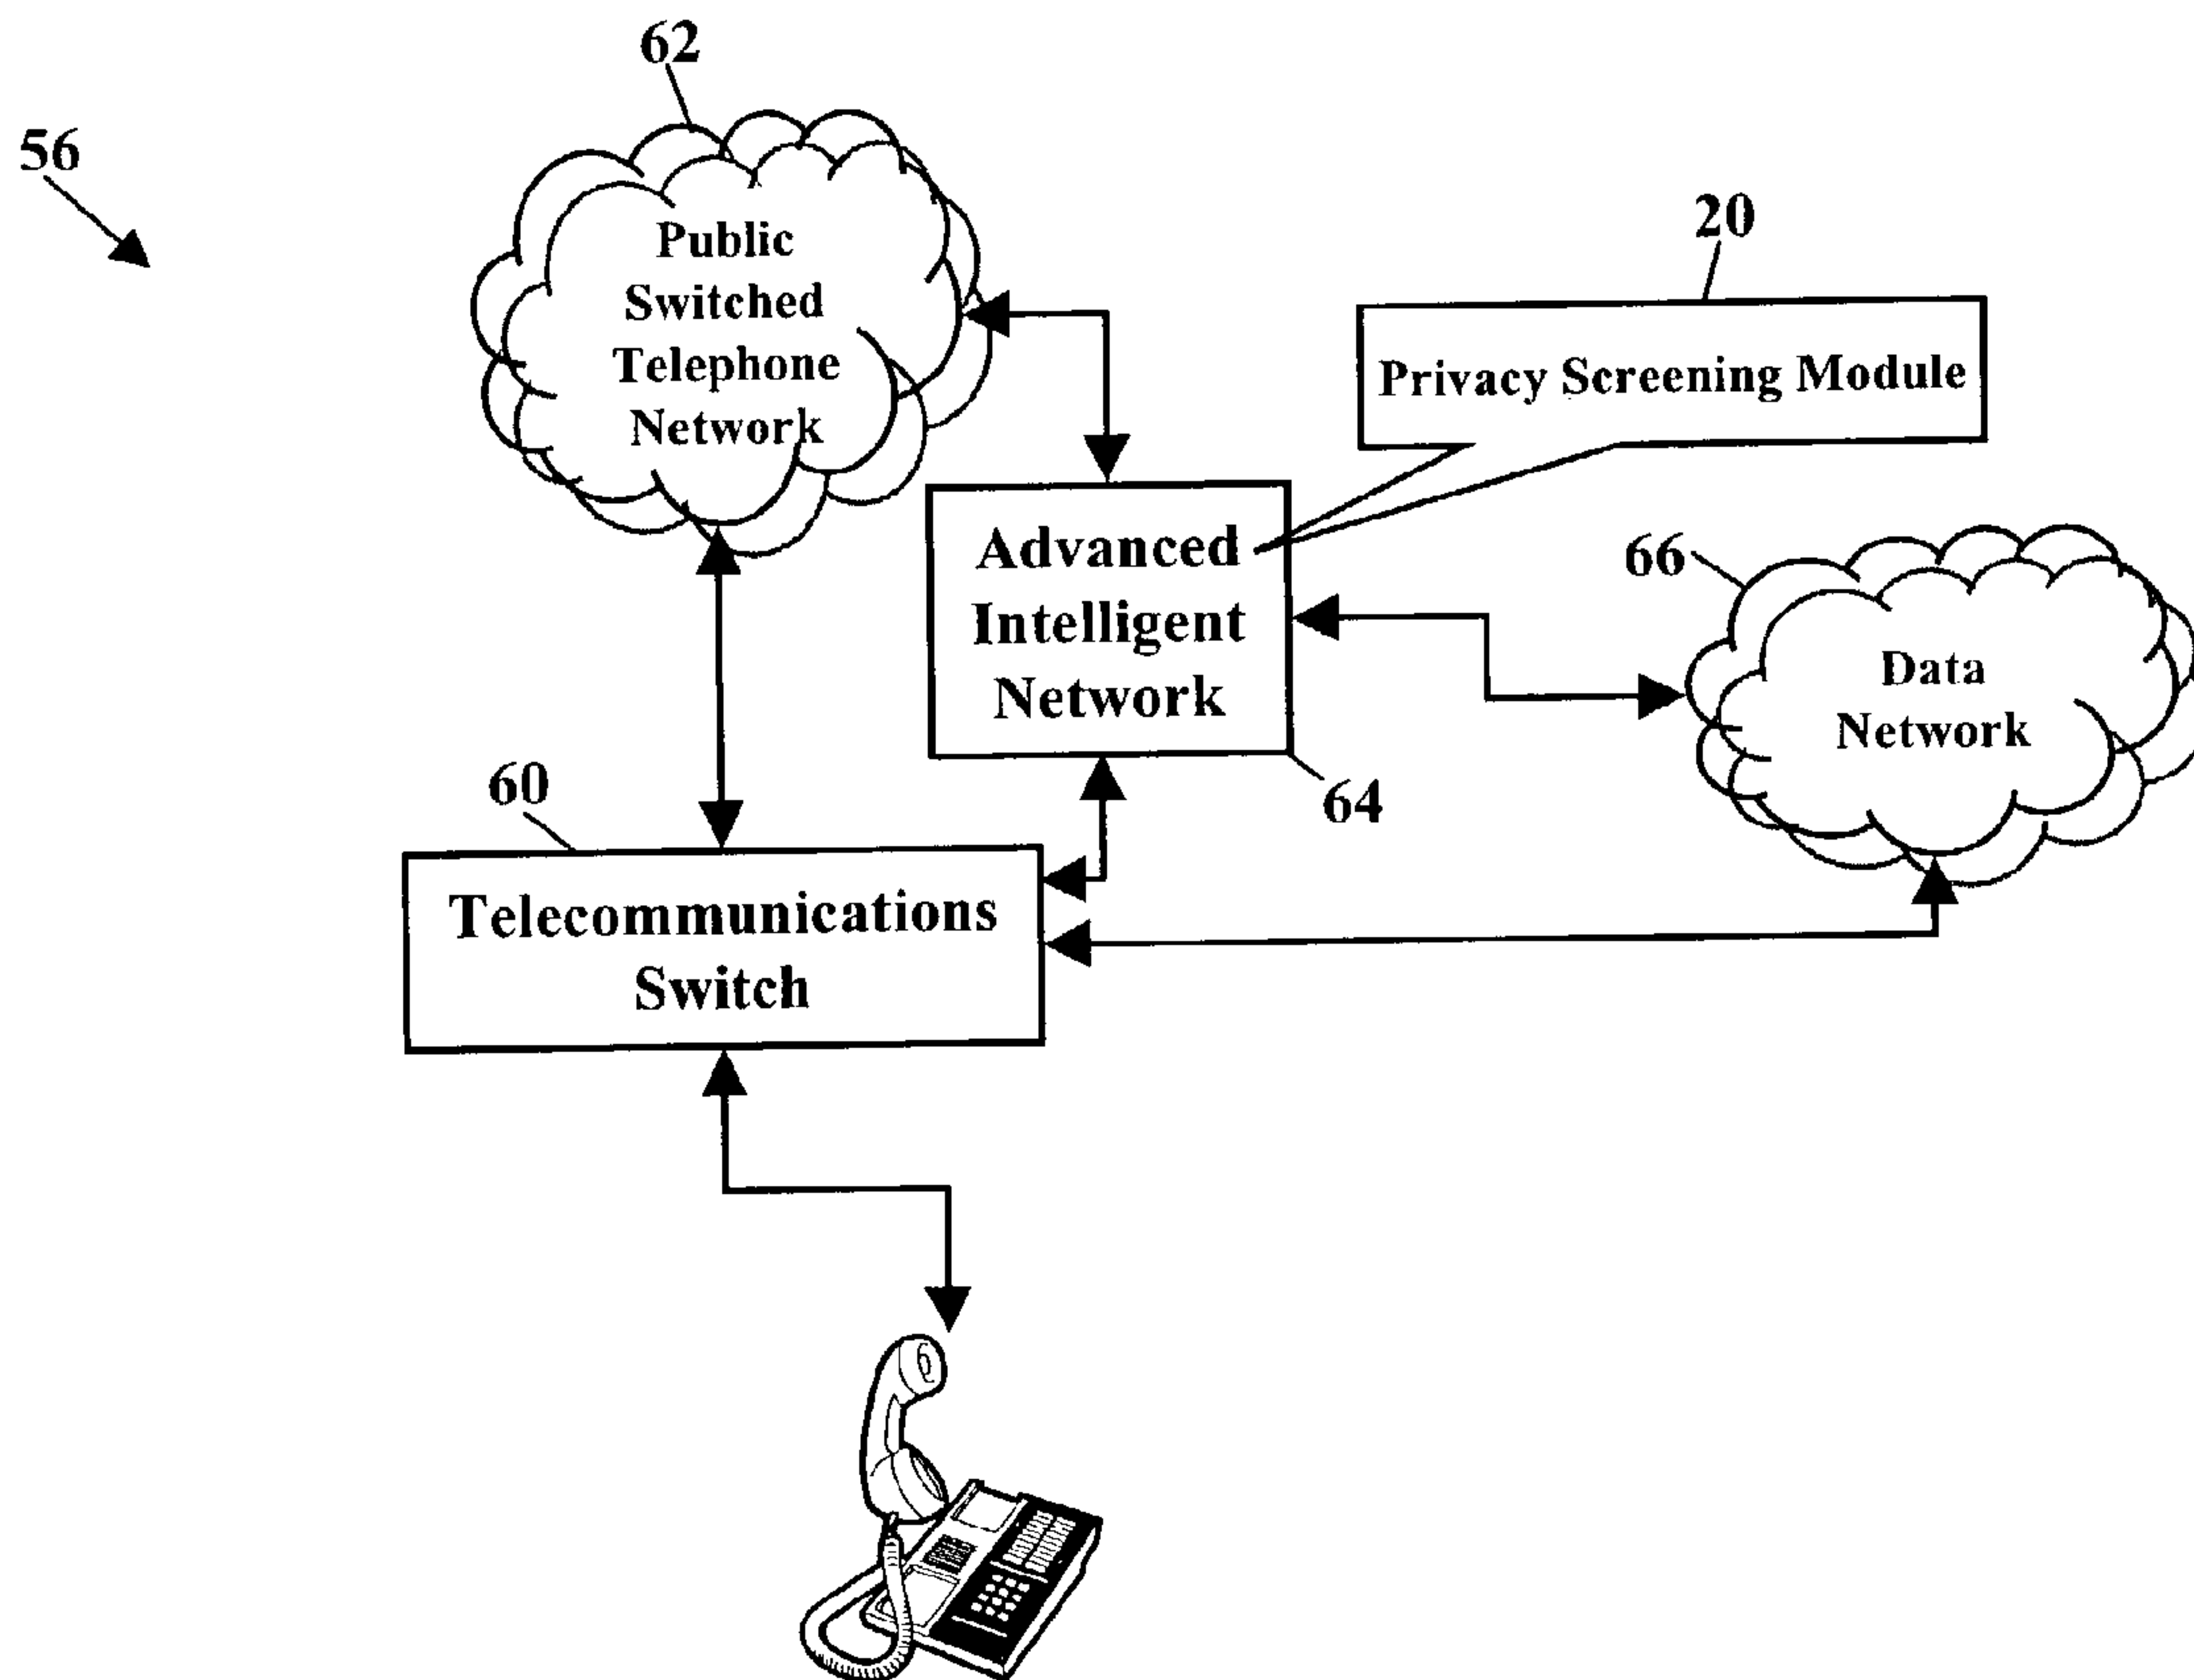 62
56
Public
Switched
Telephone
Network
20
Privacy Screening Module
Advanced
Intelligent
Network
64
66
Data
Network
60
Telecommunications
Switch